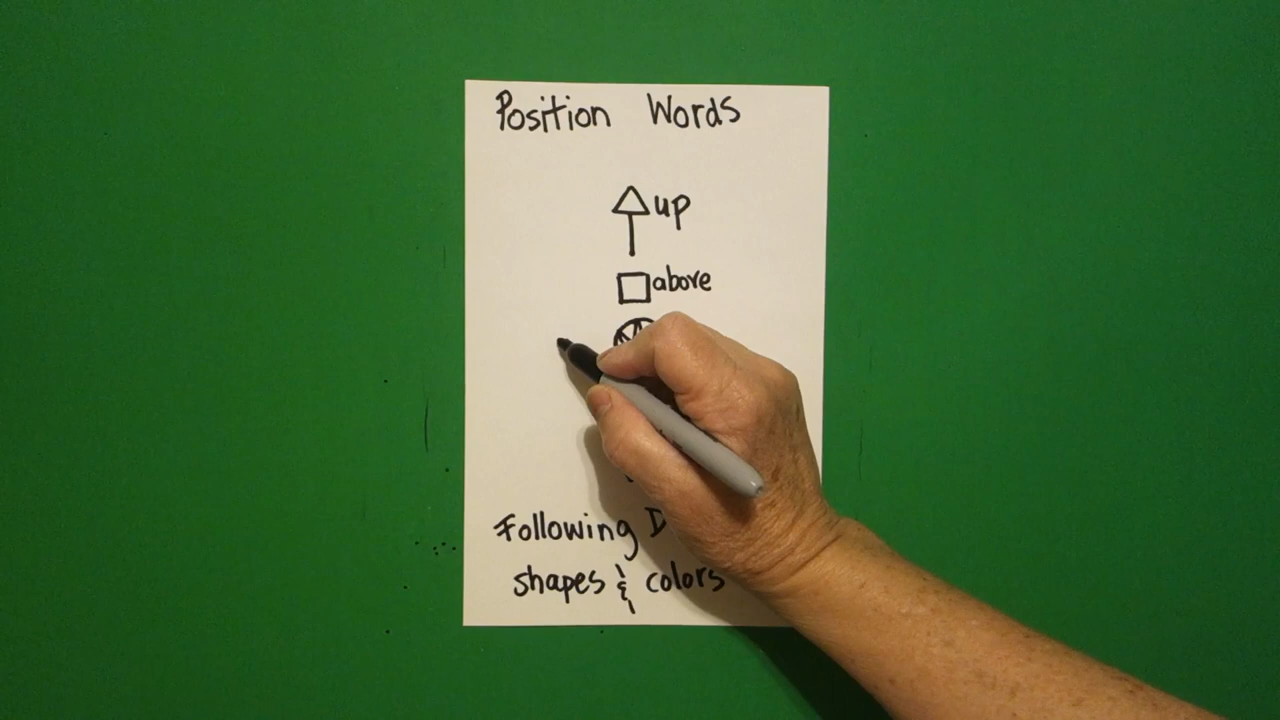 Position Words
up
above
Following
shapes & colors